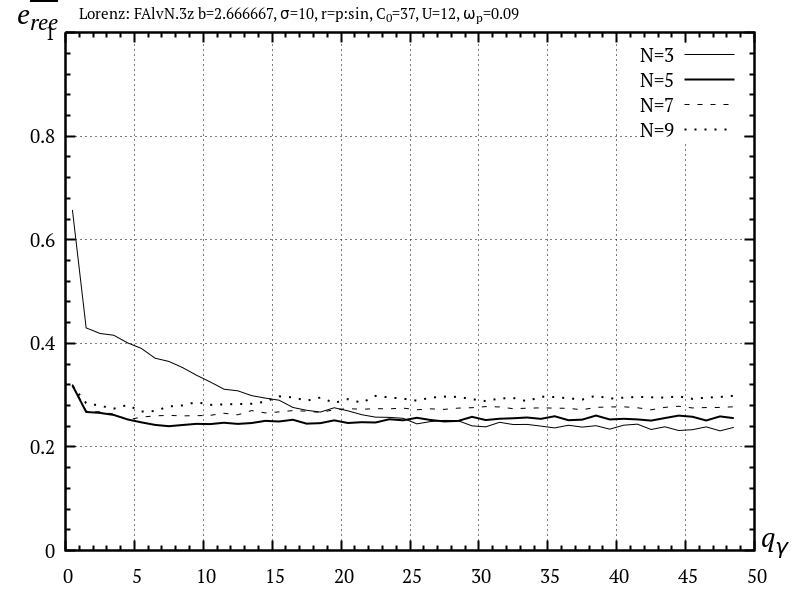 Lorenz: FAlvN.3z b=2.666667, σ=10, r=p:sin, C₀=37, U=12, ωₚ=0.09
e_ree
1
N=3
N=5
N=7
N=9
0.8
0.6
0.4
0.2
0
q_γ
0 5 10 15 20 25 30 35 40 45 50